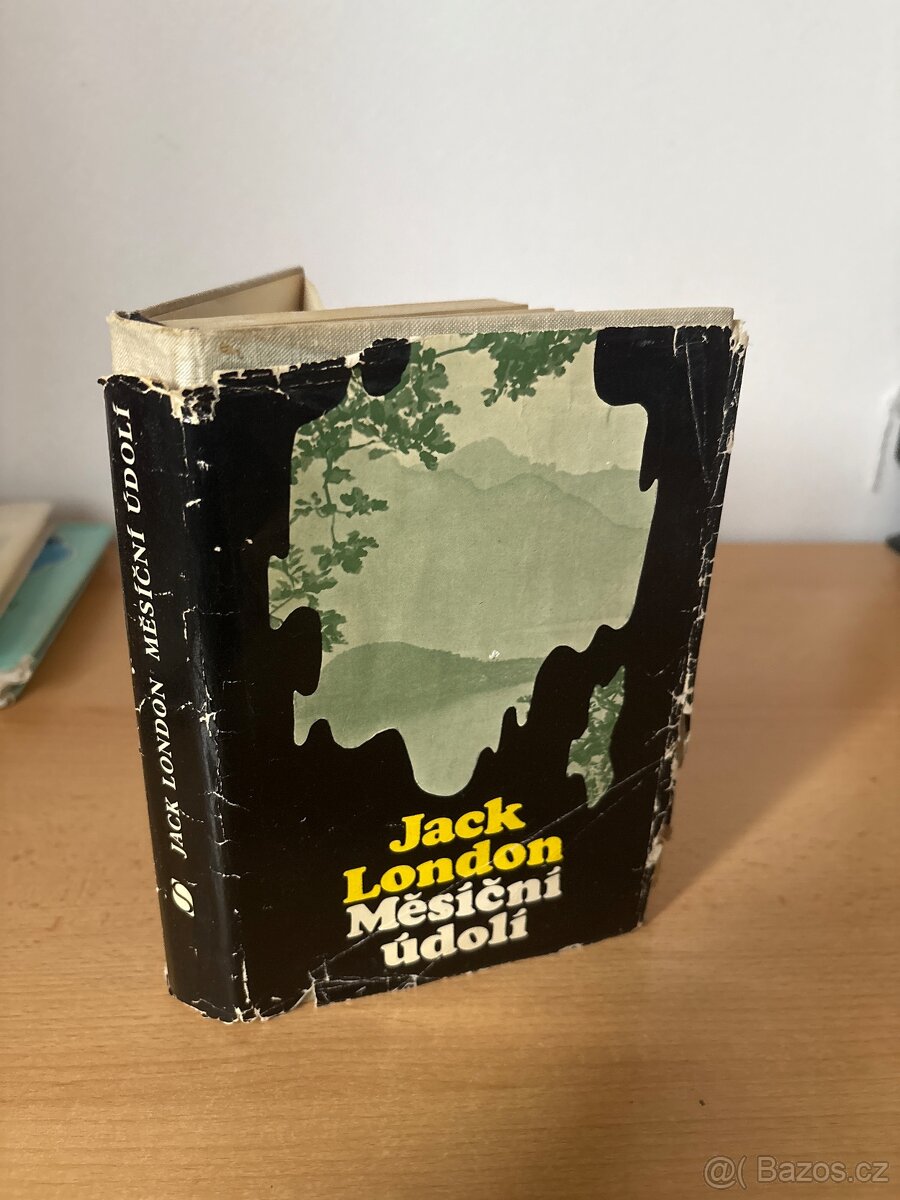 JACK LONDON MĚSÍČNÍ ÚDOLÍ
Jack
London
Měsíční
údolí
@( Bazos.cz